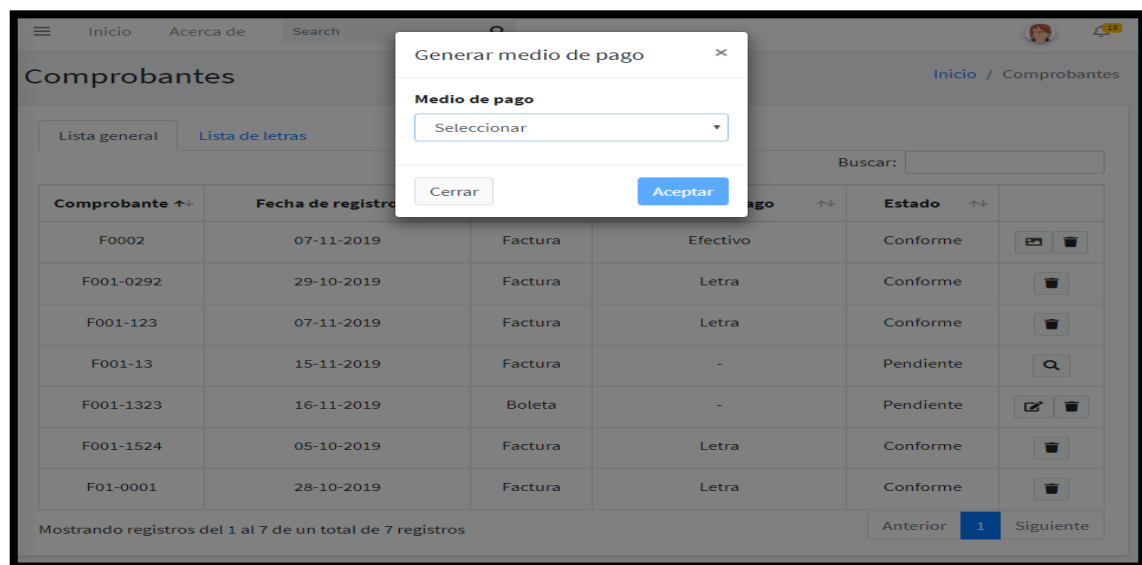 Inicio Acerca de Search 18
Generar medio de pago ×
Comprobantes Inicio / Comprobantes
Medio de pago
Seleccionar
Lista general Lista de letras
Buscar:
Cerrar Aceptar
Comprobante Fecha de registro ago Estado
F0002 07-11-2019 Factura Efectivo Conforme
F001-0292 29-10-2019 Factura Letra Conforme
F001-123 07-11-2019 Factura Letra Conforme
F001-13 15-11-2019 Factura - Pendiente
F001-1323 16-11-2019 Boleta - Pendiente
F001-1524 05-10-2019 Factura Letra Conforme
F01-0001 28-10-2019 Factura Letra Conforme
Mostrando registros del 1 al 7 de un total de 7 registros Anterior 1 Siguiente